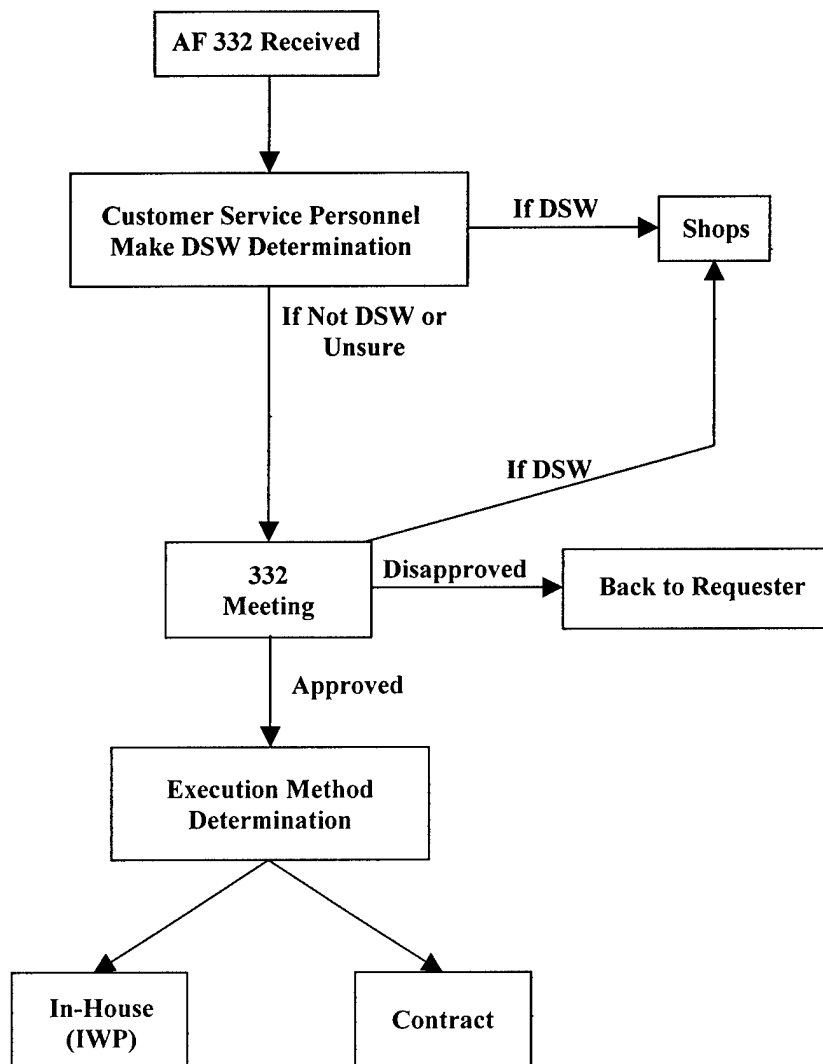 AF 332 Received
Customer Service Personnel
Make DSW Determination
If DSW
Shops
If Not DSW or
Unsure
If DSW
332
Meeting
Disapproved
Back to Requester
Approved
Execution Method
Determination
In-House
(IWP)
Contract